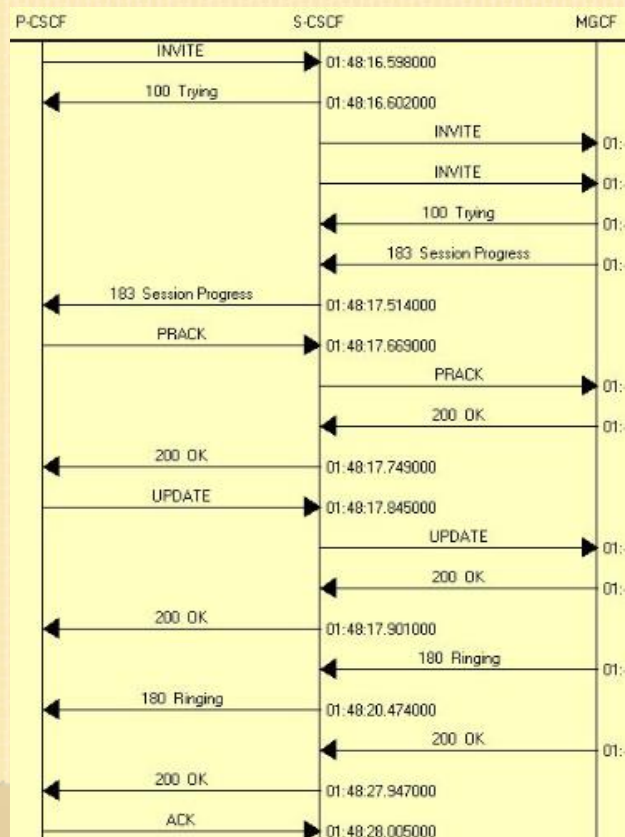 P-CSCF S-CSCF MGCF
INVITE
01:48:16.598000
100 Trying
01:48:16.602000
INVITE
01:
INVITE
01:
100 Trying
01:
183 Session Progress
01:
183 Session Progress
01:48:17.514000
PRACK
01:48:17.669000
PRACK
01:
200 OK
01:
200 OK
01:48:17.749000
UPDATE
01:48:17.845000
UPDATE
01:
200 OK
01:
200 OK
01:48:17.901000
180 Ringing
01:
180 Ringing
01:48:20.474000
200 OK
01:
200 OK
01:48:27.947000
ACK
01:48:28.005000